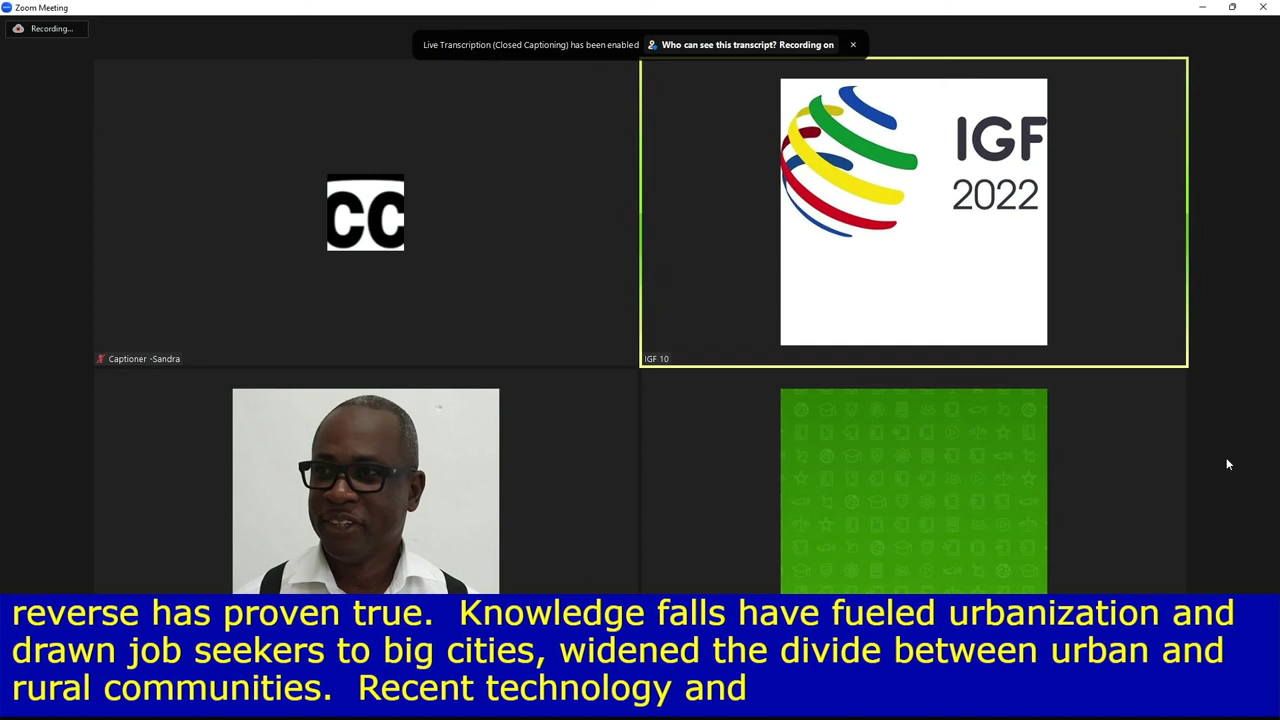 Zoom Meeting
Recording...
Live Transcription (Closed Captioning) has been enabled
Who can see this transcript? Recording on
CC
IGF
2022
Captioner -Sandra
IGF 10
reverse has proven true.  Knowledge falls have fueled urbanization and
drawn job seekers to big cities, widened the divide between urban and
rural communities.  Recent technology and